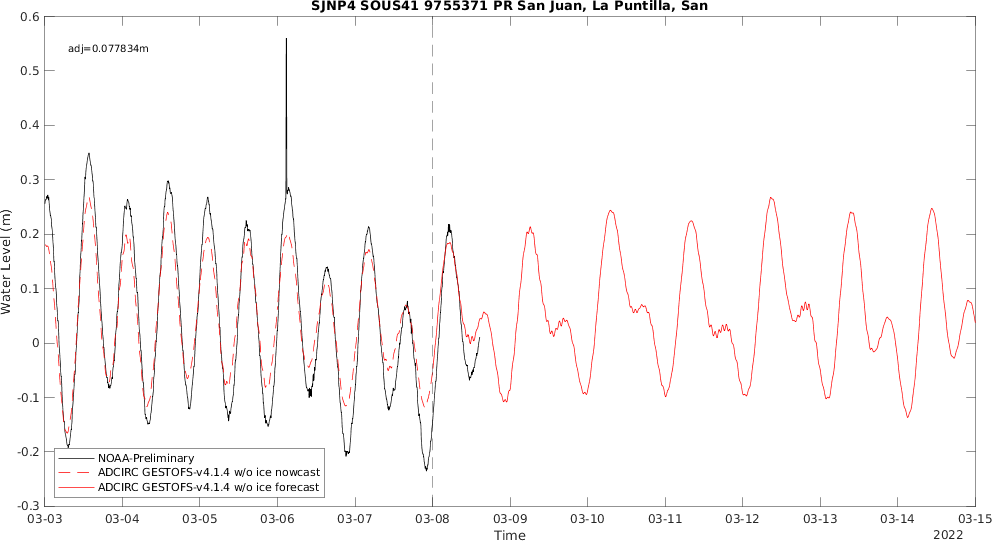 SJNP4 SOUS41 9755371 PR San Juan, La Puntilla, San
adj=0.077834m
0.6
0.5
0.4
0.3
0.2
0.1
0
-0.1
-0.2
-0.3
Water Level (m)
NOAA-Preliminary
ADCIRC GESTOFS-v4.1.4 w/o ice nowcast
ADCIRC GESTOFS-v4.1.4 w/o ice forecast
03-03 03-04 03-05 03-06 03-07 03-08 03-09 03-10 03-11 03-12 03-13 03-14 03-15
Time
2022